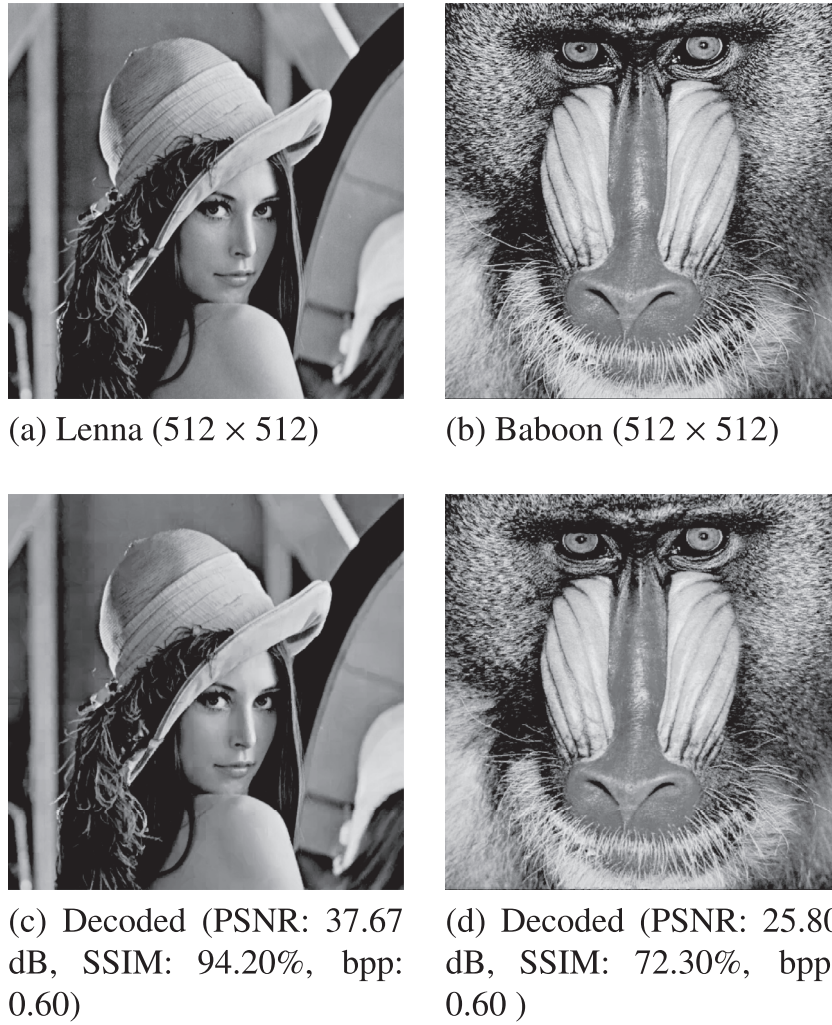 (a) Lenna (512 × 512)
(b) Baboon (512 × 512)
(c) Decoded (PSNR: 37.67
dB, SSIM: 94.20%, bpp:
0.60)
(d) Decoded (PSNR: 25.80
dB, SSIM: 72.30%, bpp
0.60 )